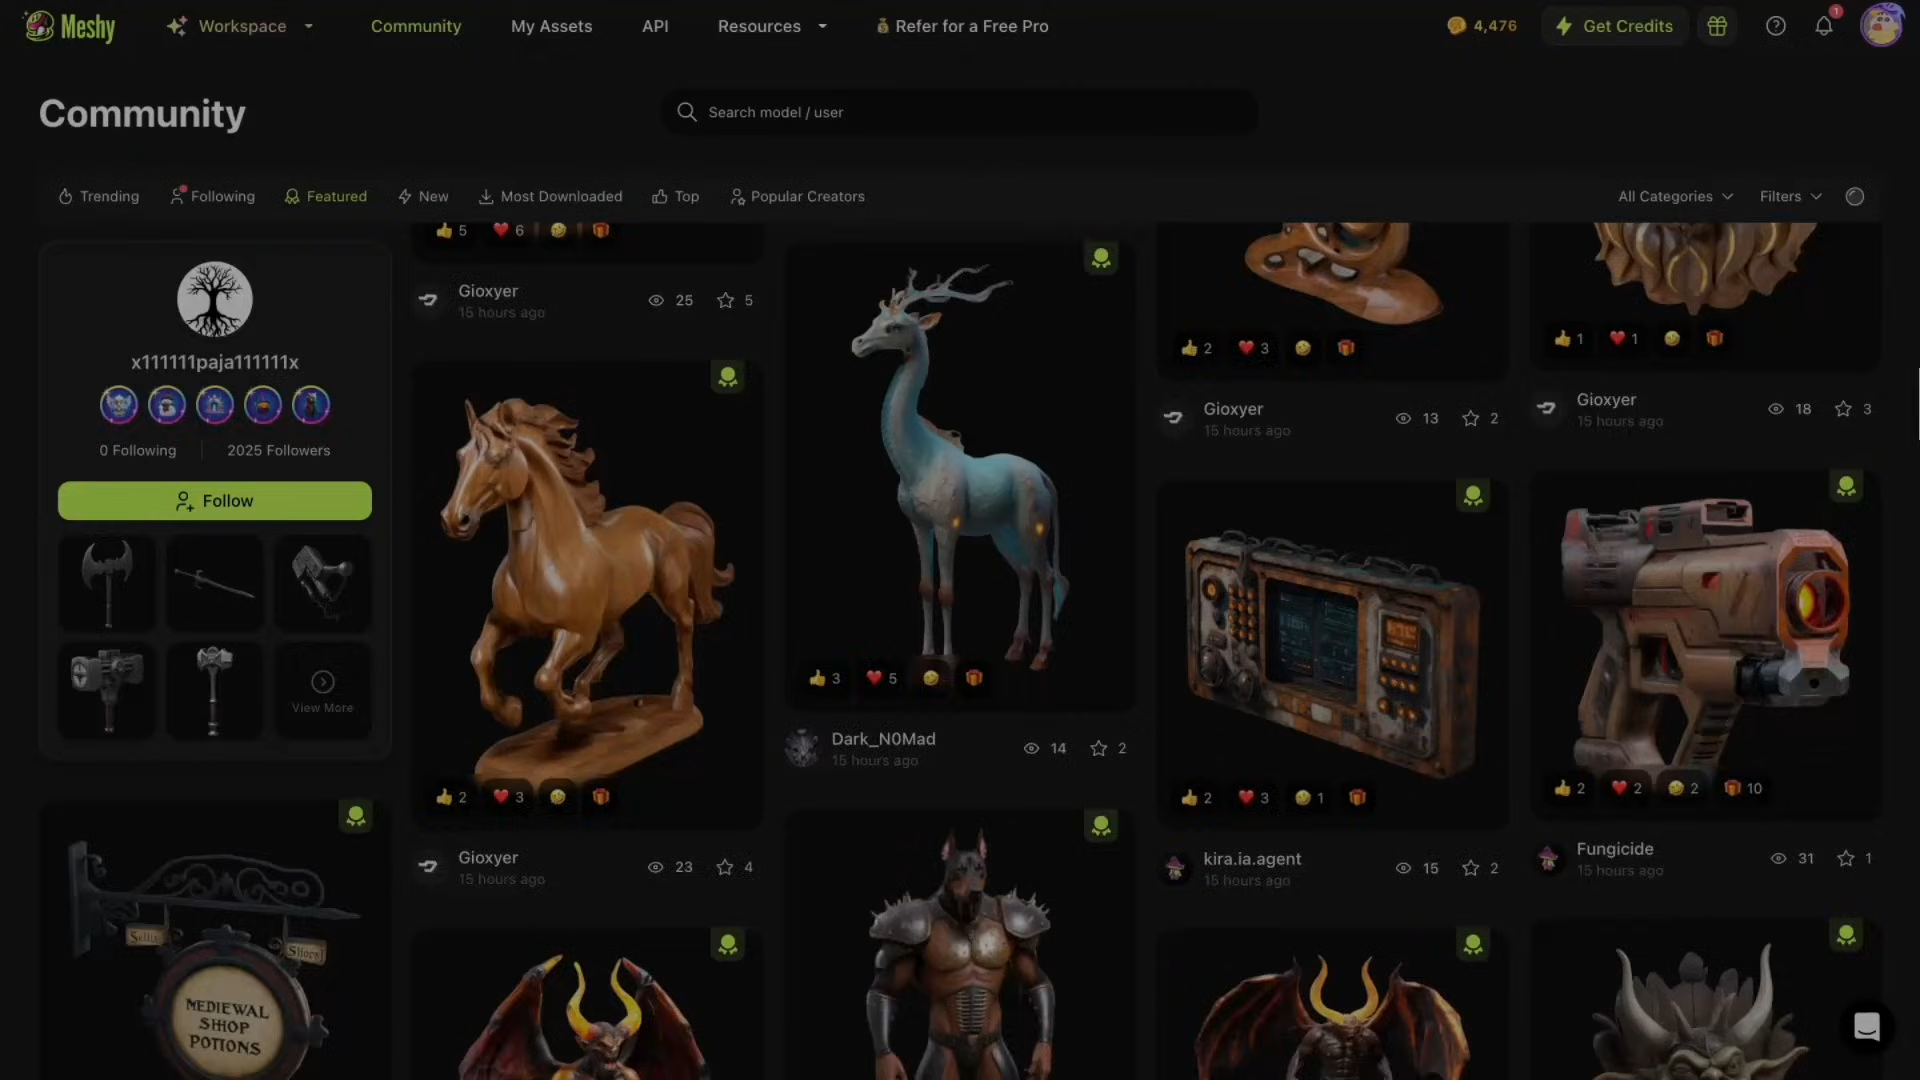 Meshy
Workspace
Community
My Assets
API
Resources
Refer for a Free Pro
4,476
Get Credits
1
Community
Search model / user
Trending
Following
Featured
New
Most Downloaded
Top
Popular Creators
All Categories
Filters
x111111paja111111x
0 Following
2025 Followers
Follow
View More
MEDIEWAL
SHOP
POTIONS
5
6
Gioxyer
15 hours ago
25
5
2
3
Gioxyer
15 hours ago
23
4
3
5
Dark_N0Mad
15 hours ago
14
2
2
3
Gioxyer
15 hours ago
13
2
2
3
1
kira.ia.agent
15 hours ago
15
2
1
1
Gioxyer
15 hours ago
18
3
2
2
2
10
Fungicide
15 hours ago
31
1